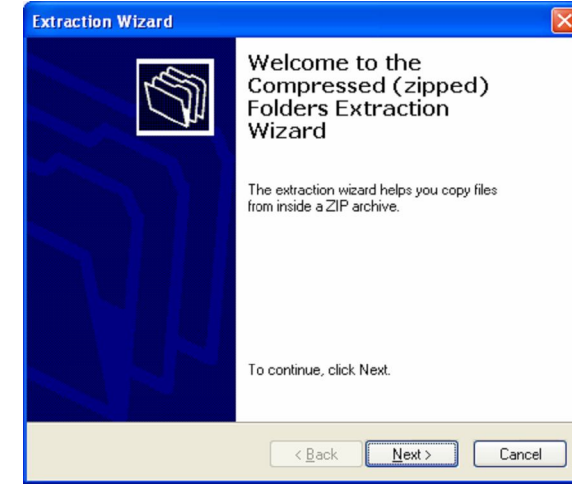 Extraction Wizard
Welcome to the
Compressed (zipped)
Folders Extraction
Wizard
The extraction wizard helps you copy files
from inside a ZIP archive.
To continue, click Next.
< Back
Next >
Cancel